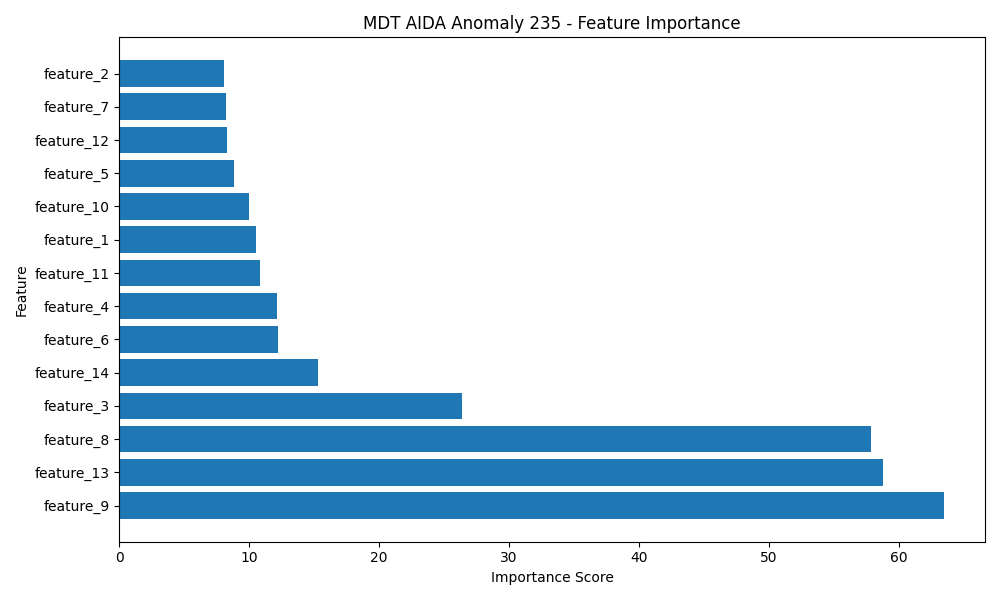 MDT AIDA Anomaly 235 - Feature Importance
feature_2
feature_7
feature_12
feature_5
feature_10
feature_1
feature_11
feature_4
feature_6
feature_14
feature_3
feature_8
feature_13
feature_9
Feature
0 10 20 30 40 50 60
Importance Score